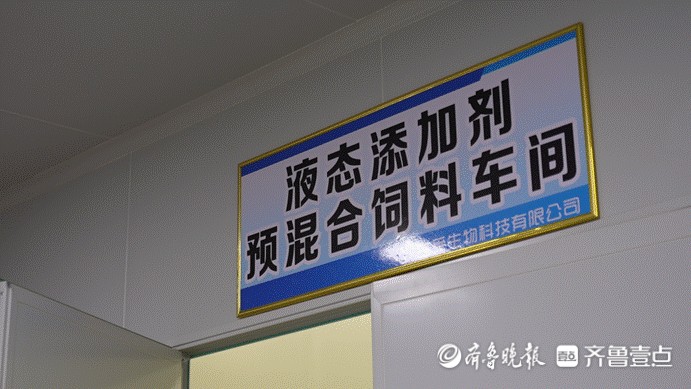 液态添加剂
预混合饲料车间
生物科技有限公司
齐鲁晚报 齐鲁壹点